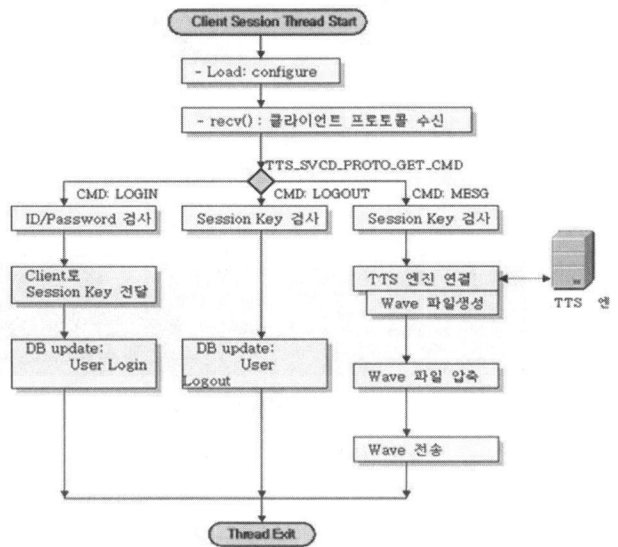 Client Session Thread Start
- Load: configure
- recv() : 클라이언트 프로토콜 수신
TTS_SVCD_PROTO_GET_CMD
CMD: LOGIN
CMD: LOGOUT
CMD: MESG
ID/Password 검사
Session Key 검사
Session Key 검사
Client로
Session Key 전달
TTS 엔진 연결
Wave 파일생성
TTS 엔
DB update:
User Login
DB update:
User
Logout
Wave 파일 압축
Wave 전송
Thread Exit